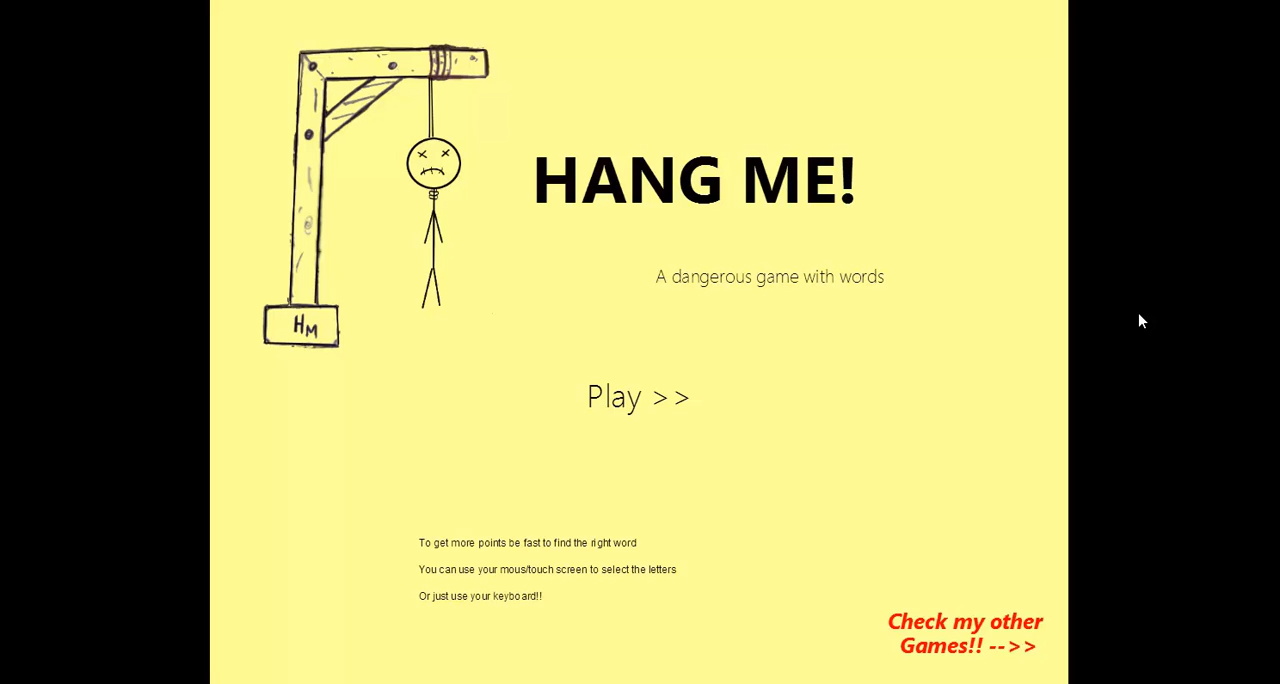 HANG ME!
A dangerous game with words
HM
Play >>
To get more points be fast to find the right word
You can use your mous/touch screen to select the letters
Or just use your keyboard!!
Check my other
Games!! -->>